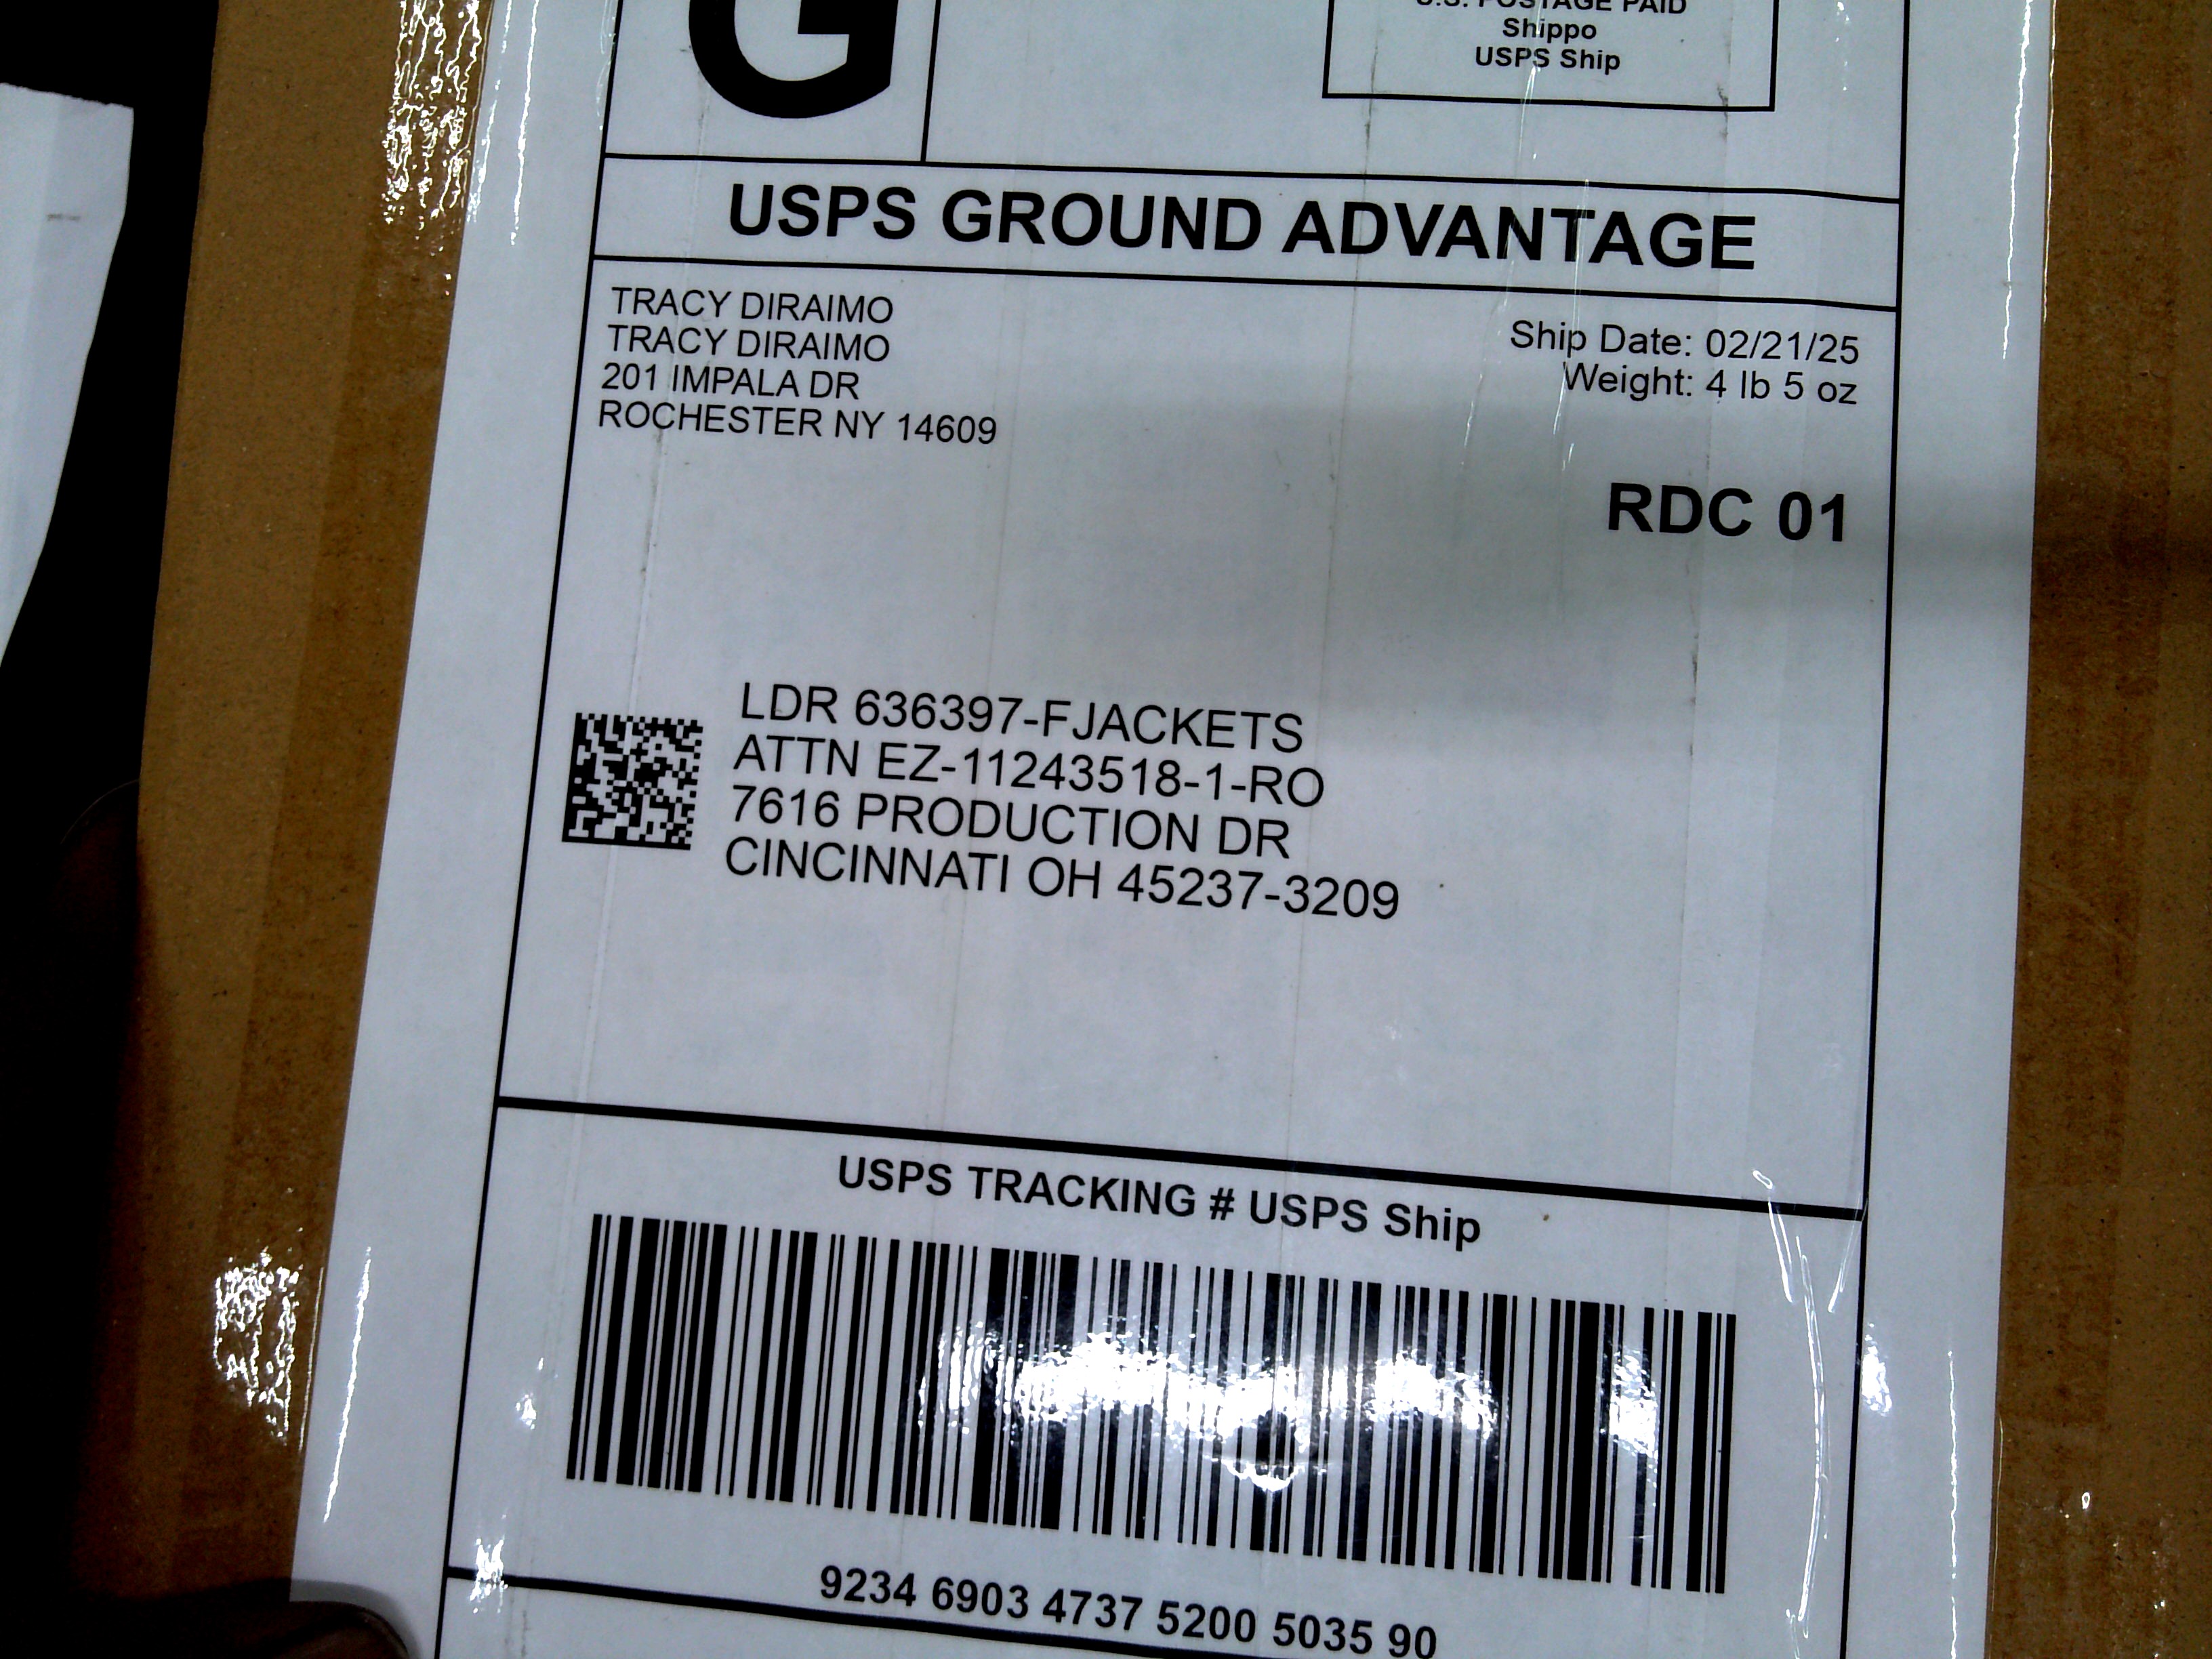 G
U.S. POSTAGE PAID
Shippo
USPS Ship
USPS GROUND ADVANTAGE
TRACY DIRAIMO
TRACY DIRAIMO
201 IMPALA DR
ROCHESTER NY 14609
Ship Date: 02/21/25
Weight: 4 lb 5 oz
RDC 01
LDR 636397-FJACKETS
ATTN EZ-11243518-1-RO
7616 PRODUCTION DR
CINCINNATI OH 45237-3209
USPS TRACKING # USPS Ship
9234 6903 4737 5200 5035 90